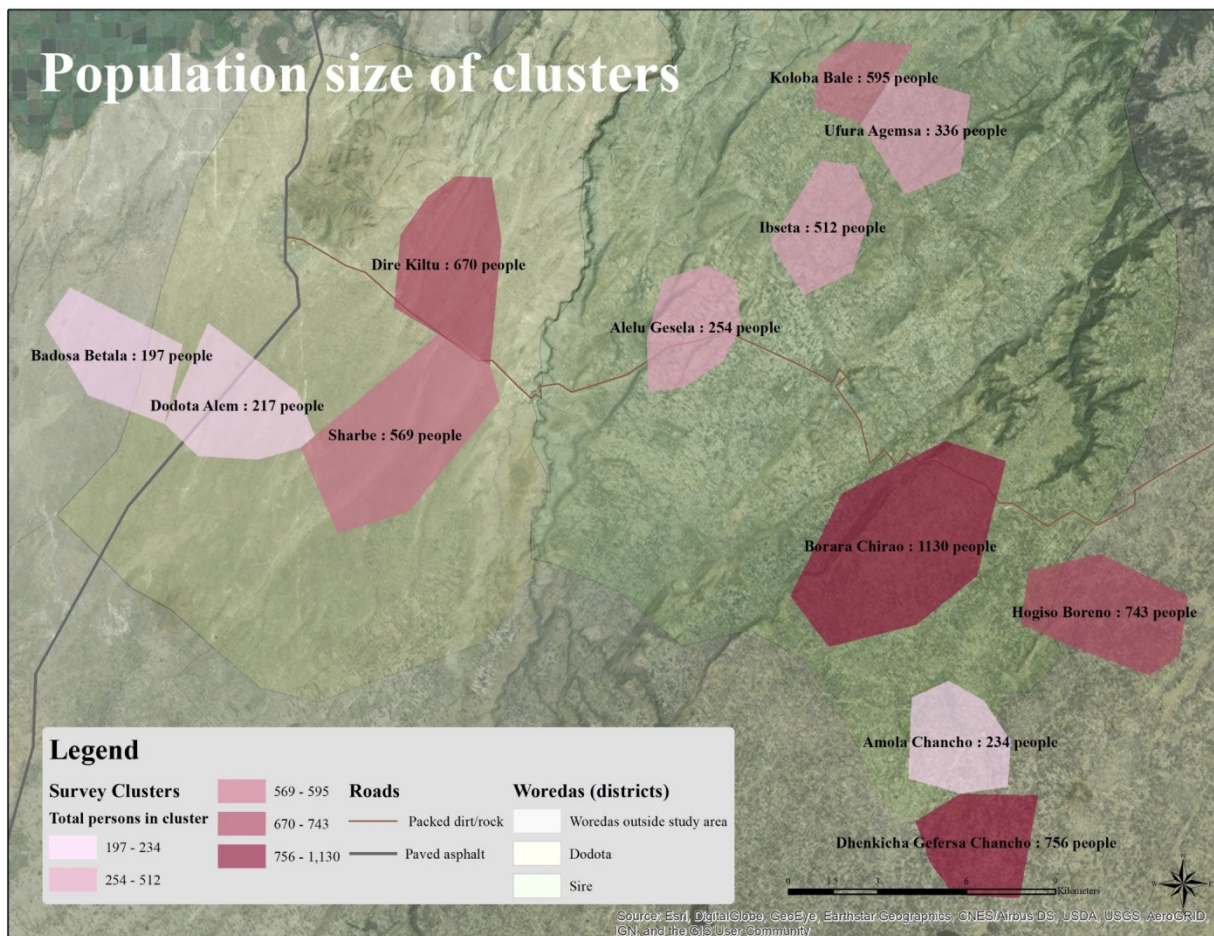 Population size of clusters
Koloba Bale : 595 people
Ufura Agemsa : 336 people
Ibseta : 512 people
Dire Kiltu : 670 people
Alelu Gesela : 254 people
Badosa Betala : 197 people
Dodota Alem : 217 people
Sharbe : 569 people
Borara Chirao : 1130 people
Hogiso Boreno : 743 people
Amola Chancho : 234 people
Dhenkicha Gefersa Chancho : 756 people
Legend
Survey Clusters
Total persons in cluster
197 - 234
254 - 512
569 - 595
670 - 743
756 - 1,130
Roads
Packed dirt/rock
Paved asphalt
Woredas (districts)
Woredas outside study area
Dodota
Sire
0 1.5 3 6 9
Kilometers
N
W E
S
Source: Esri, DigitalGlobe, GeoEye, Earthstar Geographics, CNES/Airbus DS, USDA, USGS, AeroGRID,
IGN, and the GIS User Community